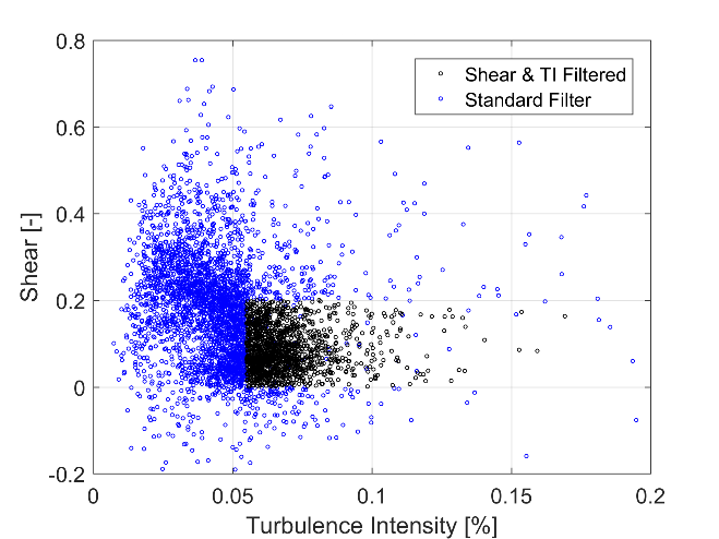 0.8
Shear & TI Filtered
Standard Filter
0.6
0.4
Shear [-]
0.2
0
-0.2
0 0.05 0.1 0.15 0.2
Turbulence Intensity [%]